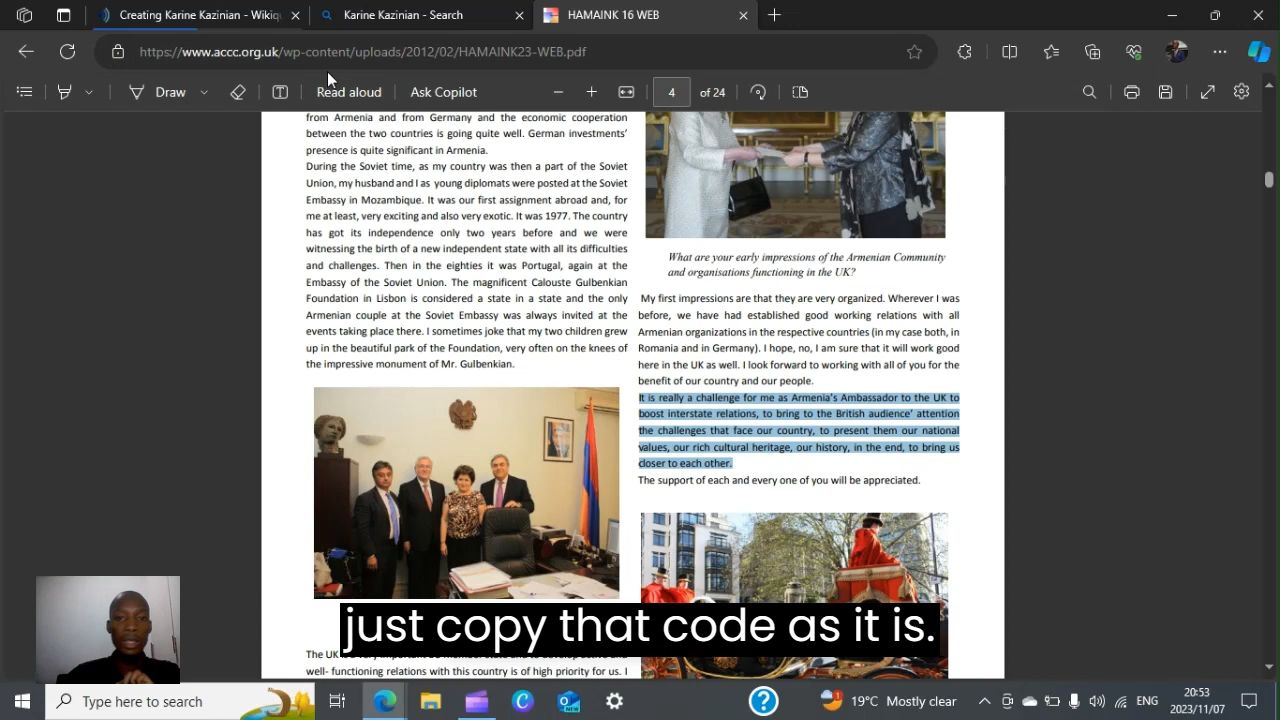 Creating Karine Kazinian - Wikiq
Karine Kazinian - Search
HAMAINK 16 WEB
https://www.accc.org.uk/wp-content/uploads/2012/02/HAMAINK23-WEB.pdf
Draw
Read aloud
Ask Copilot
4
of 24
from Armenia and from Germany and the economic cooperation
between the two countries is going quite well. German investments'
presence is quite significant in Armenia.
During the Soviet time, as my country was then a part of the Soviet
Union, my husband and I as young diplomats were posted at the Soviet
Embassy in Mozambique. It was our first assignment abroad and, for
me at least, very exciting and also very exotic. It was 1977. The country
has got its independence only two years before and we were
witnessing the birth of a new independent state with all its difficulties
and challenges. Then in the eighties it was Portugal, again at the
Embassy of the Soviet Union. The magnificent Calouste Gulbenkian
Foundation in Lisbon is considered a state in a state and the only
Armenian couple at the Soviet Embassy was always invited at the
events taking place there. I sometimes joke that my two children grew
up in the beautiful park of the Foundation, very often on the knees of
the impressive monument of Mr. Gulbenkian.
The UK
well- functioning relations with this country is of high priority for us. I
What are your early impressions of the Armenian Community
and organisations functioning in the UK?
My first impressions are that they are very organized. Wherever I was
before, we have had established good working relations with all
Armenian organizations in the respective countries (in my case both, in
Romania and in Germany). I hope, no, I am sure that it will work good
here in the UK as well. I look forward to working with all of you for the
benefit of our country and our people.
It is really a challenge for me as Armenia's Ambassador to the UK to
boost interstate relations, to bring to the British audience' attention
the challenges that face our country, to present them our national
values, our rich cultural heritage, our history, in the end, to bring us
closer to each other.
The support of each and every one of you will be appreciated.
just copy that code as it is.
Type here to search
NEW
?
1
19°C Mostly clear
ENG
20:53
2023/11/07